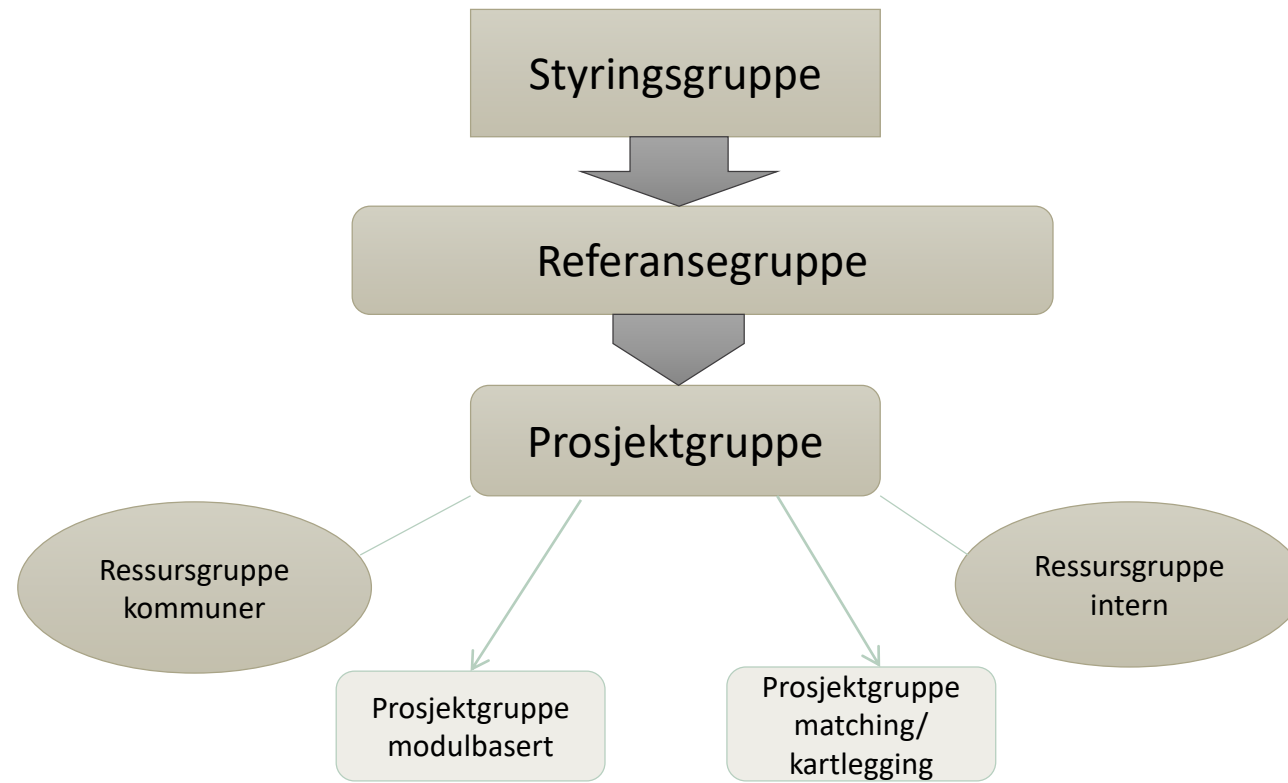 Styringsgruppe
Referansegruppe
Prosjektgruppe
Ressursgruppe
kommuner
Ressursgruppe
intern
Prosjektgruppe
modulbasert
Prosjektgruppe
matching/
kartlegging